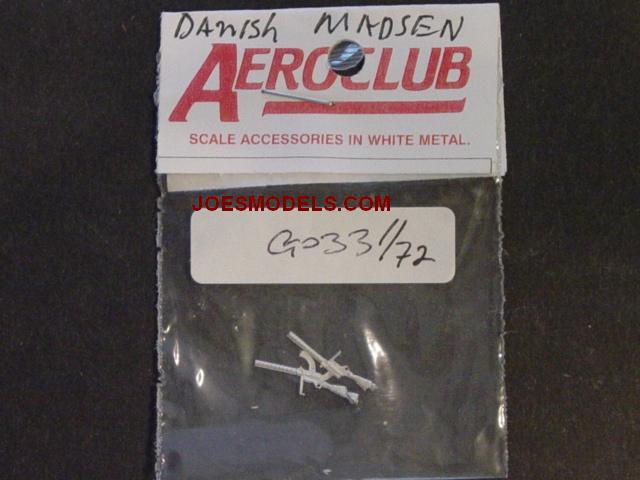 DANISH MADSEN
AEROCLUB
SCALE ACCESSORIES IN WHITE METAL.
JOESMODELS.COM
G033 1/72